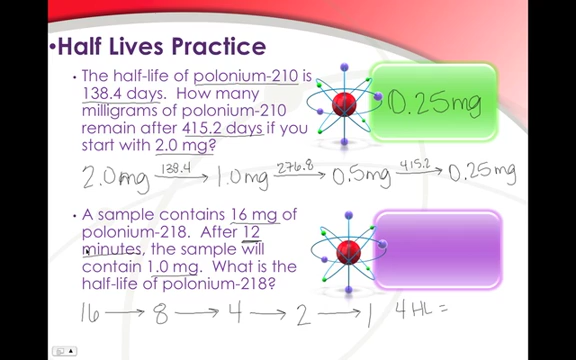 •Half Lives Practice
• The half-life of polonium-210 is
138.4 days. How many
milligrams of polonium-210
remain after 415.2 days if you
start with 2.0 mg?
0.25mg
2.0mg 138.4→ 1.0mg 276.8→ 0.5mg 415.2→ 0.25mg
• A sample contains 16 mg of
polonium-218. After 12
minutes, the sample will
contain 1.0 mg. What is the
half-life of polonium-218?
16 → 8 → 4 → 2 → 1 4 HL =